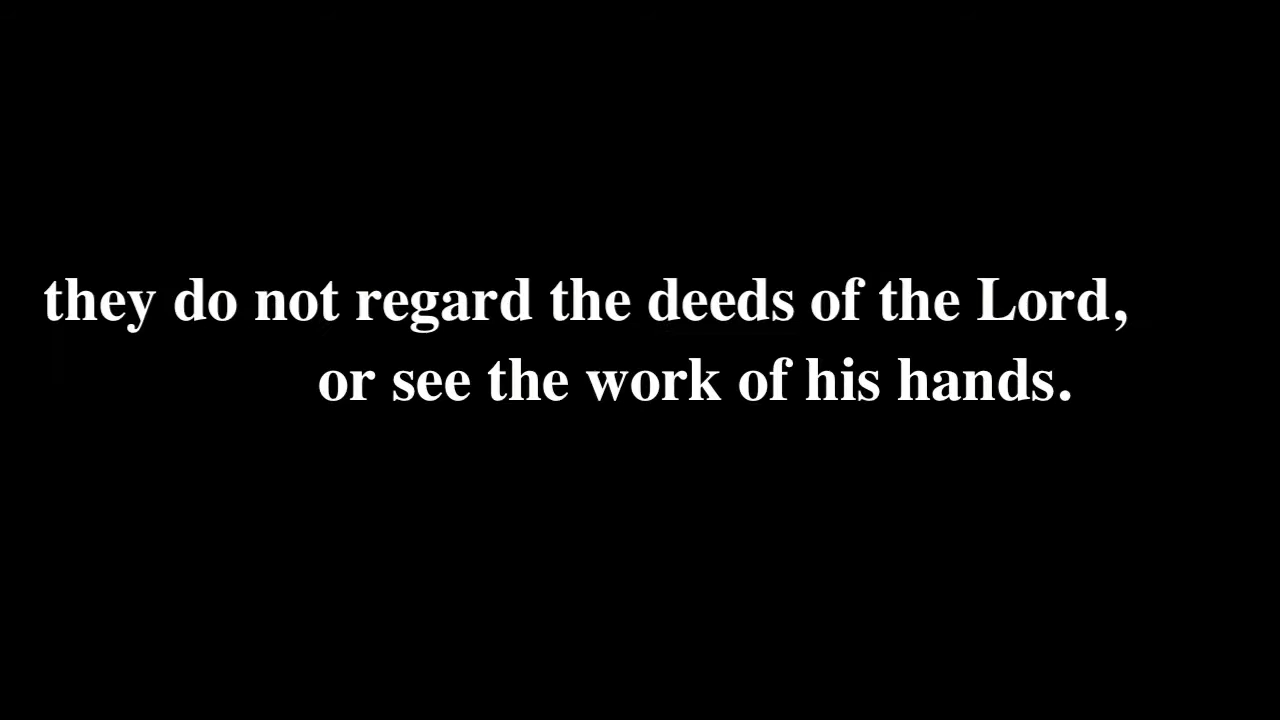 they do not regard the deeds of the Lord,
or see the work of his hands.